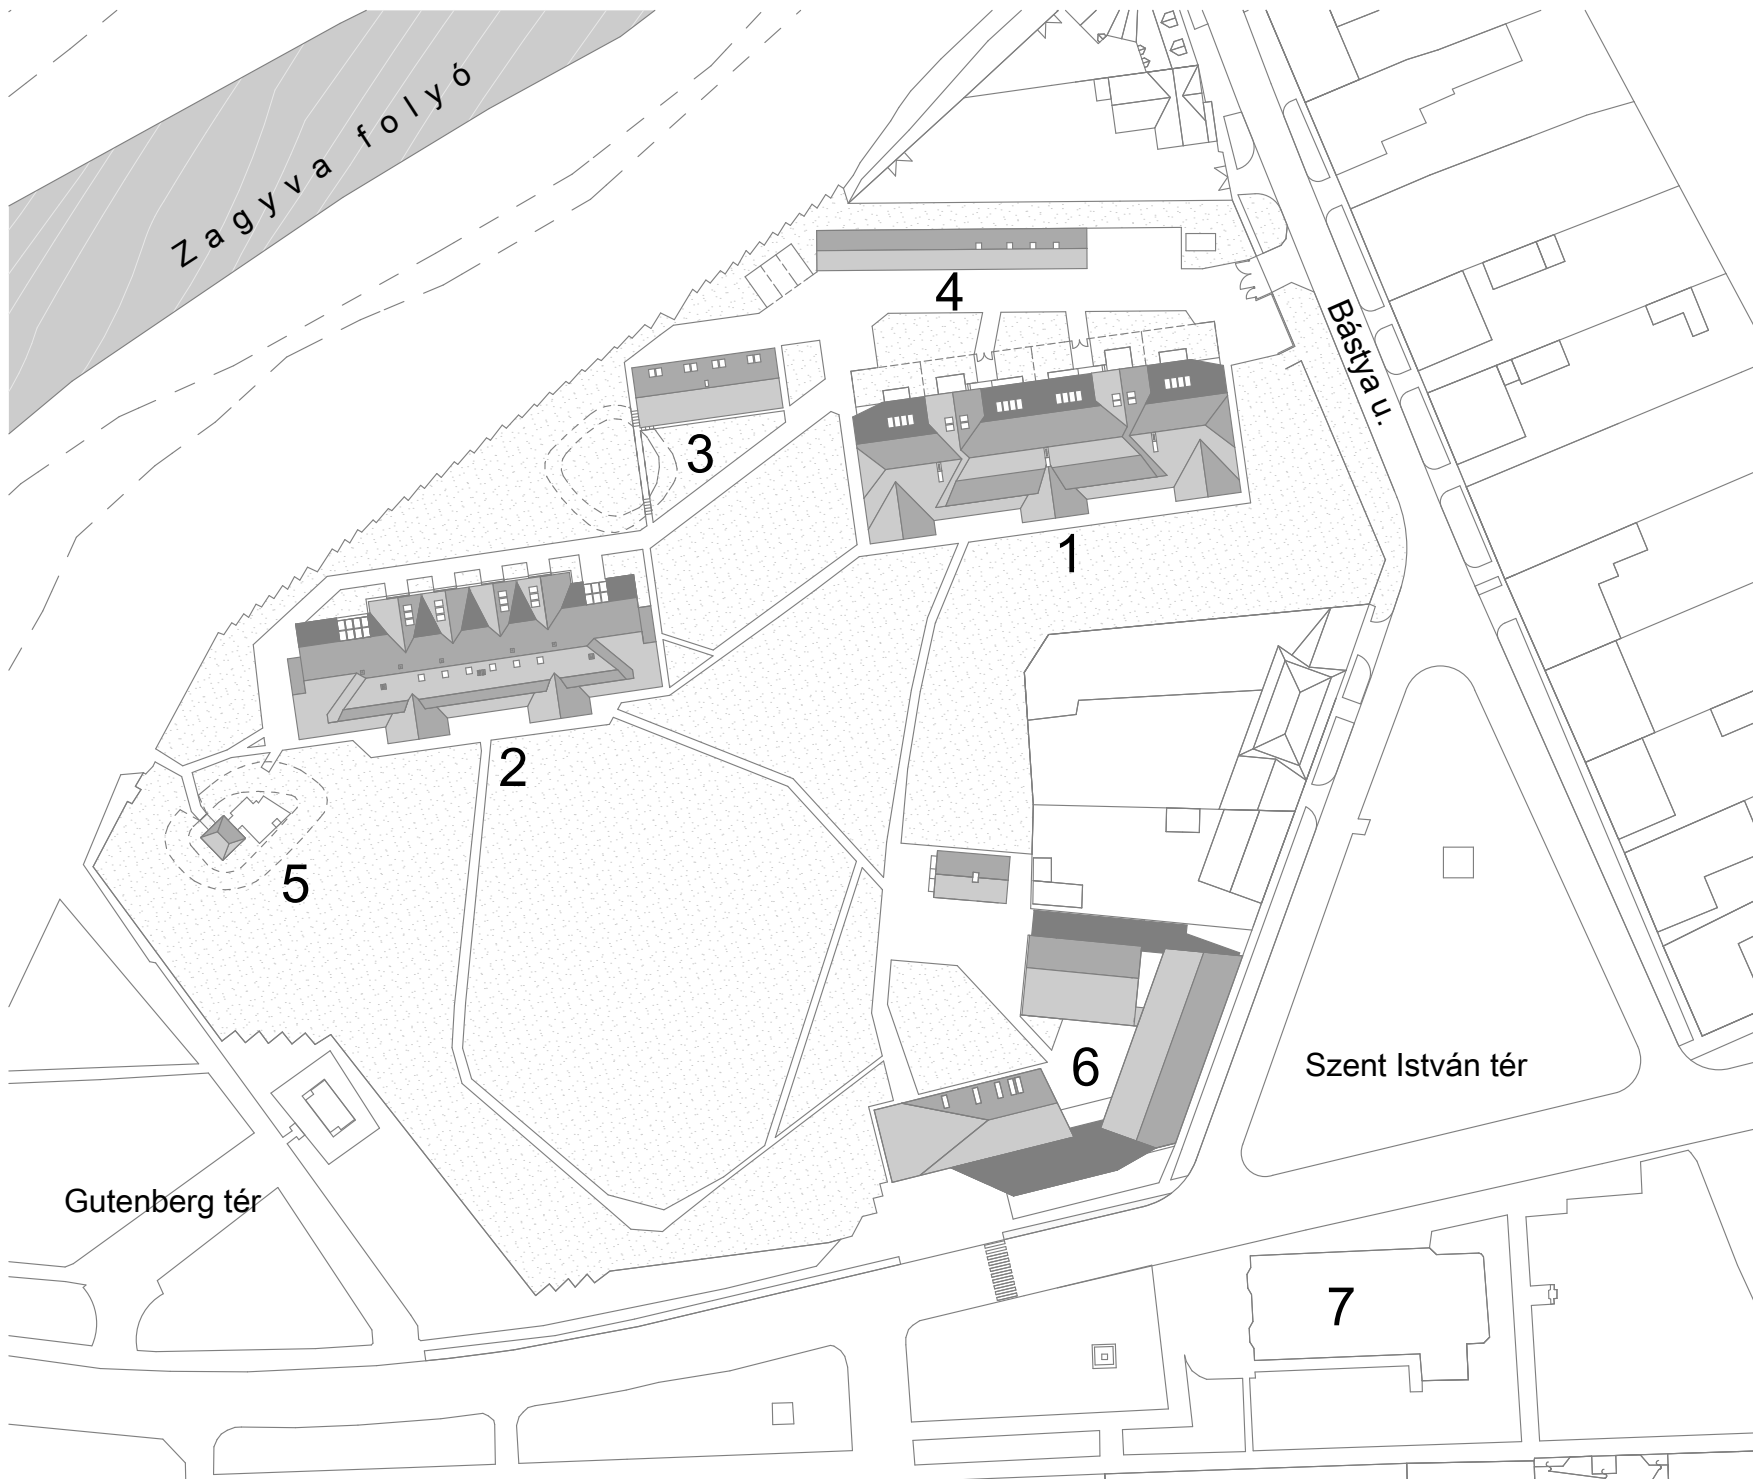 Zagyva folyó
4
Bástya u.
3
1
2
5
6
Szent István tér
Gutenberg tér
7